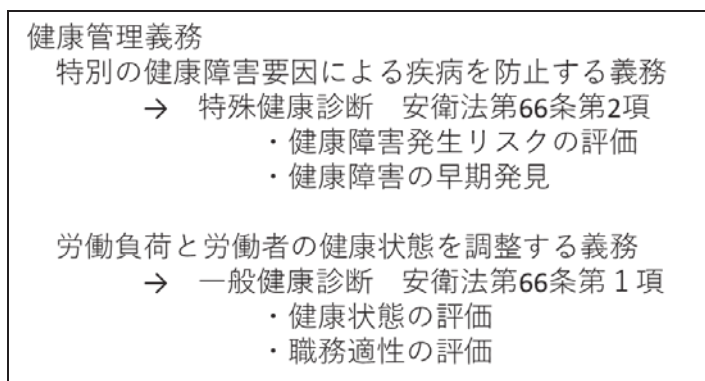 健康管理義務
特別の健康障害要因による疾病を防止する義務
→ 特殊健康診断 安衛法第66条第2項
・健康障害発生リスクの評価
・健康障害の早期発見
労働負荷と労働者の健康状態を調整する義務
→ 一般健康診断 安衛法第66条第１項
・健康状態の評価
・職務適性の評価